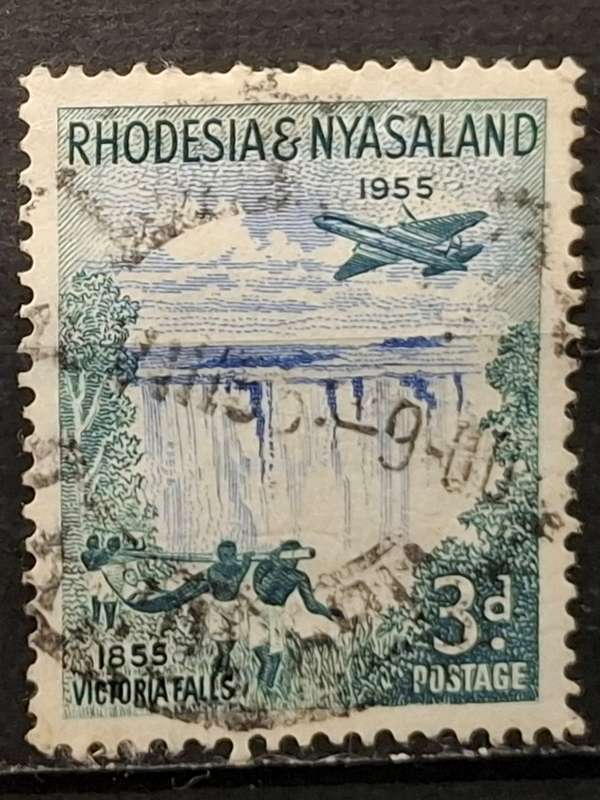 RHODESIA & NYASALAND
1955
3d.
1855
VICTORIA FALLS
POSTAGE